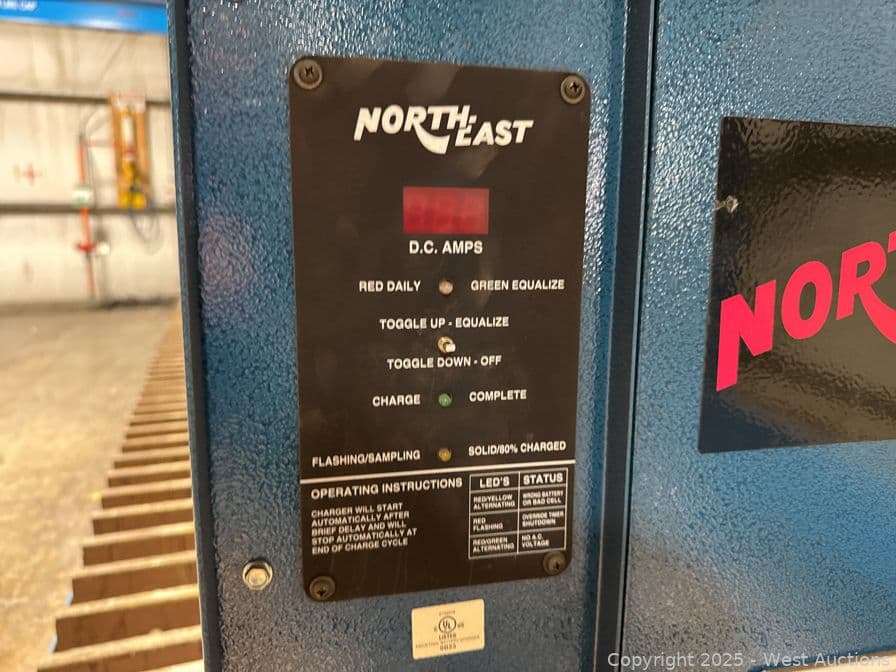 NORTH-EAST
D.C. AMPS
RED DAILY GREEN EQUALIZE
TOGGLE UP - EQUALIZE
TOGGLE DOWN - OFF
CHARGE COMPLETE
FLASHING/SAMPLING SOLID/80% CHARGED
OPERATING INSTRUCTIONS
CHARGER WILL START
AUTOMATICALLY AFTER
BRIEF DELAY AND WILL
STOP AUTOMATICALLY AT
END OF CHARGE CYCLE
LED'S STATUS
RED/YELLOW ALTERNATING WRONG BATTERY OR BAD CELL
RED FLASHING OVERRIDE TIMER SHUTDOWN
RED/GREEN ALTERNATING NO A.C. VOLTAGE
UL
LISTED
NOR
Copyright © 2025 - West Auctions